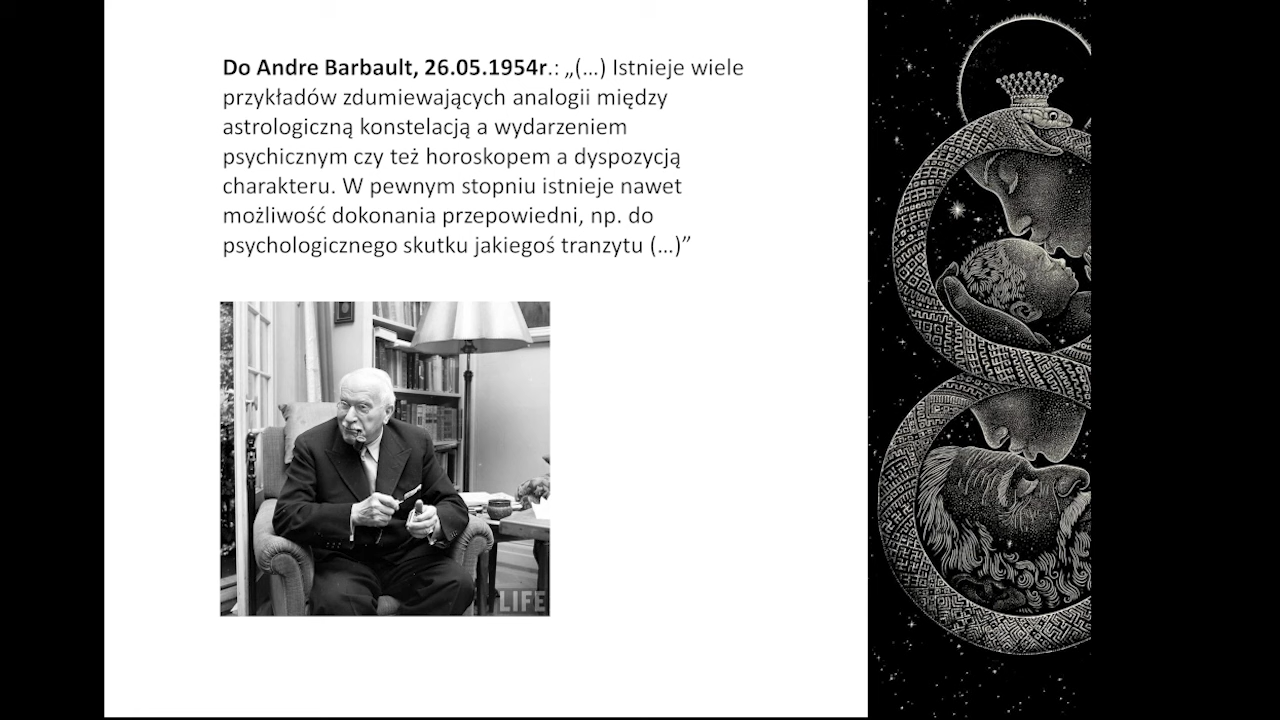 Do Andre Barbault, 26.05.1954r.: „(...) Istnieje wiele
przykładów zdumiewających analogii między
astrologiczną konstelacją a wydarzeniem
psychicznym czy też horoskopem a dyspozycją
charakteru. W pewnym stopniu istnieje nawet
możliwość dokonania przepowiedni, np. do
psychologicznego skutku jakiegoś tranzytu (...)”
LIFE